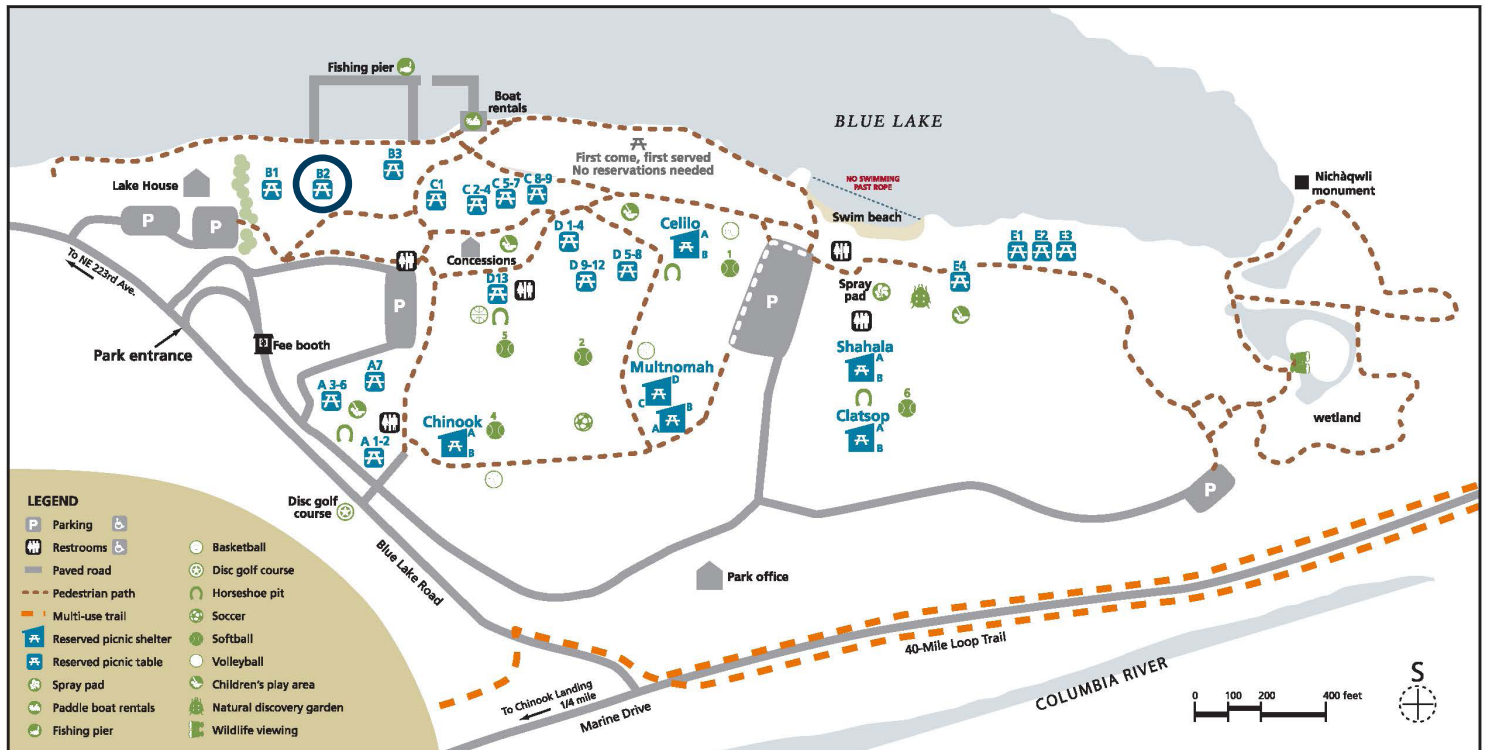 Fishing pier
Boat
rentals
BLUE LAKE
First come, first served
No reservations needed
NO SWIMMING
PAST ROPE
Swim beach
Nichàqwli
monument
Lake House
B1
B2
B3
C1
C 2-4
C 5-7
C 8-9
P
P
To NE 223rd Ave.
Concessions
D 1-4
D 9-12
D 5-8
D13
Celilo
A
B
1
P
P
E1
E2
E3
E4
Spray
pad
Park entrance
Fee booth
5
2
Shahala
A
B
Multnomah
D
C
B
A
A7
A 3-6
A 1-2
Chinook
A
B
4
6
Clatsop
A
B
wetland
P
Disc golf
course
Blue Lake Road
Park office
40-Mile Loop Trail
COLUMBIA RIVER
To Chinook Landing
1/4 mile
Marine Drive
0
100
200
400 feet
S
LEGEND
P Parking
Restrooms
Paved road
Pedestrian path
Multi-use trail
Reserved picnic shelter
Reserved picnic table
Spray pad
Paddle boat rentals
Fishing pier
Basketball
Disc golf course
Horseshoe pit
Soccer
Softball
Volleyball
Children's play area
Natural discovery garden
Wildlife viewing